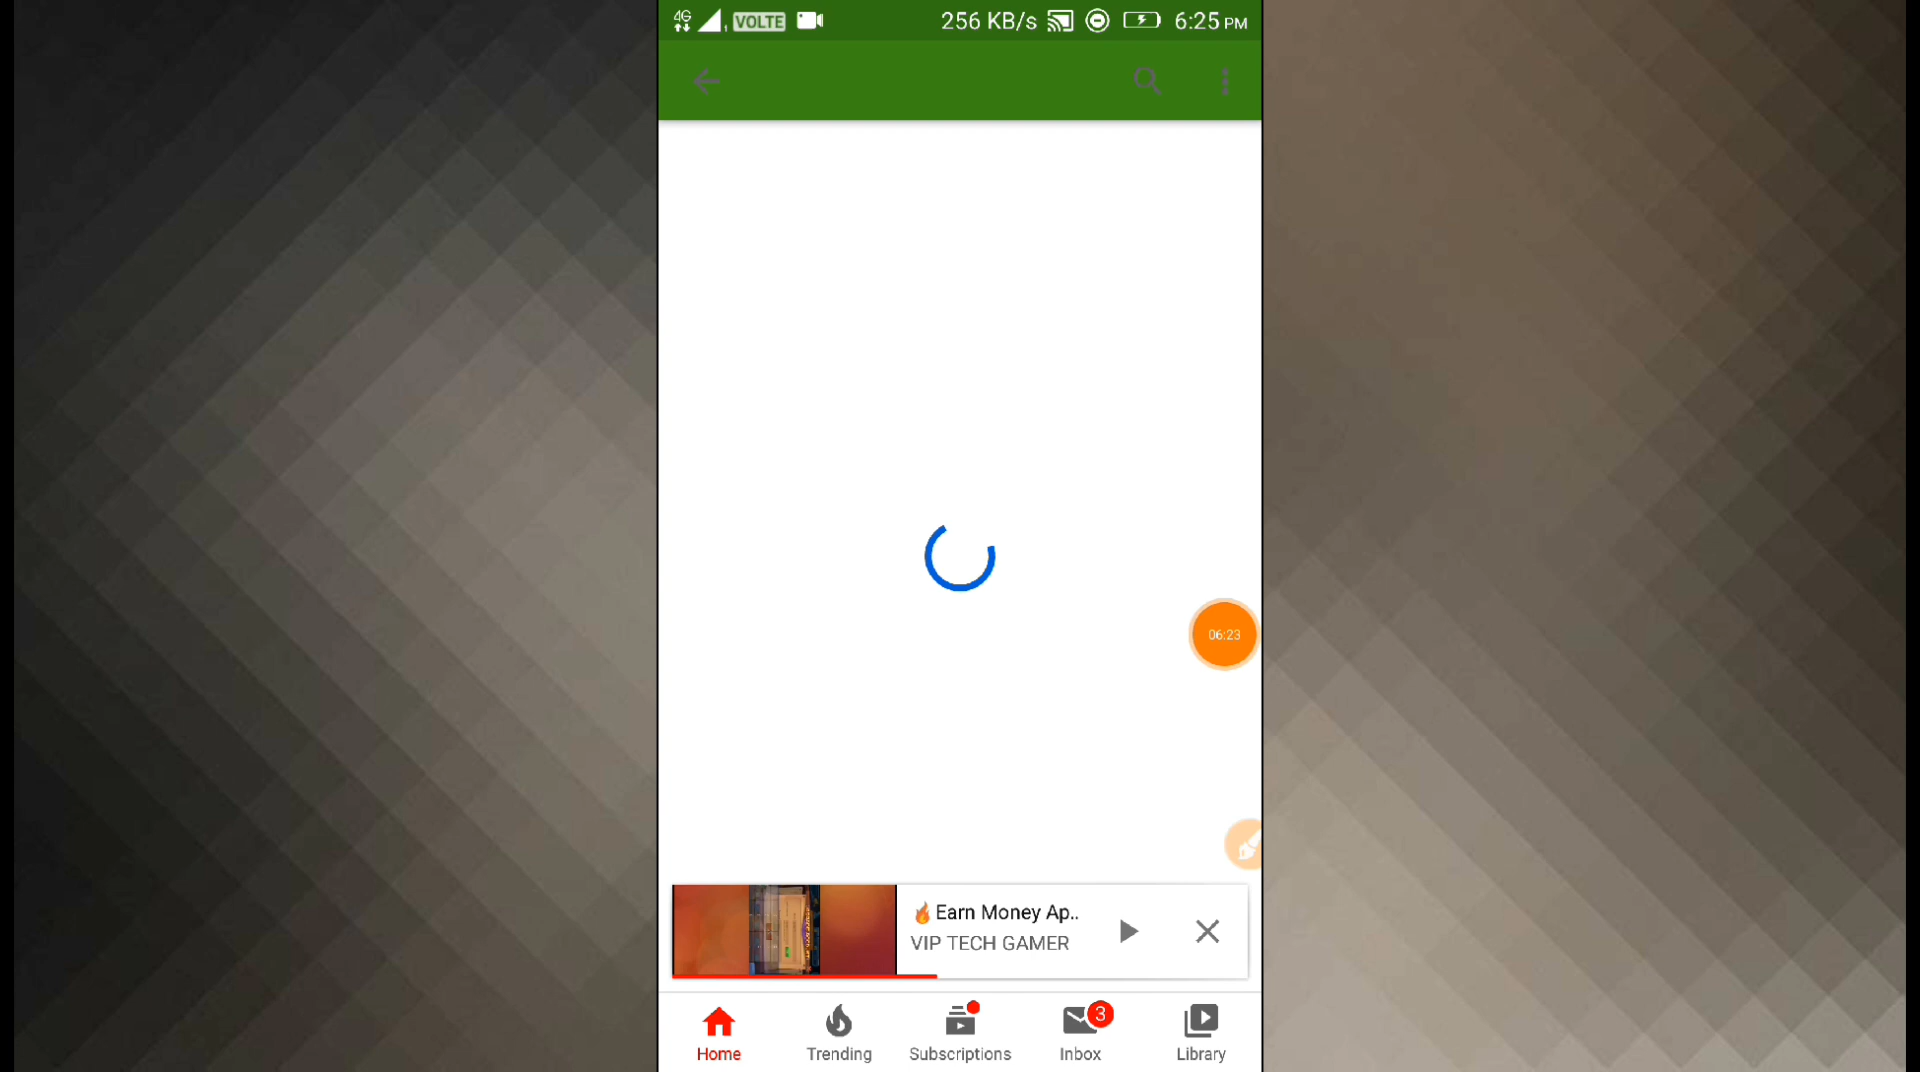 4G VOLTE 256 KB/s 6:25 PM
06:23
🔥Earn Money Ap..
VIP TECH GAMER
Home Trending Subscriptions Inbox 3 Library